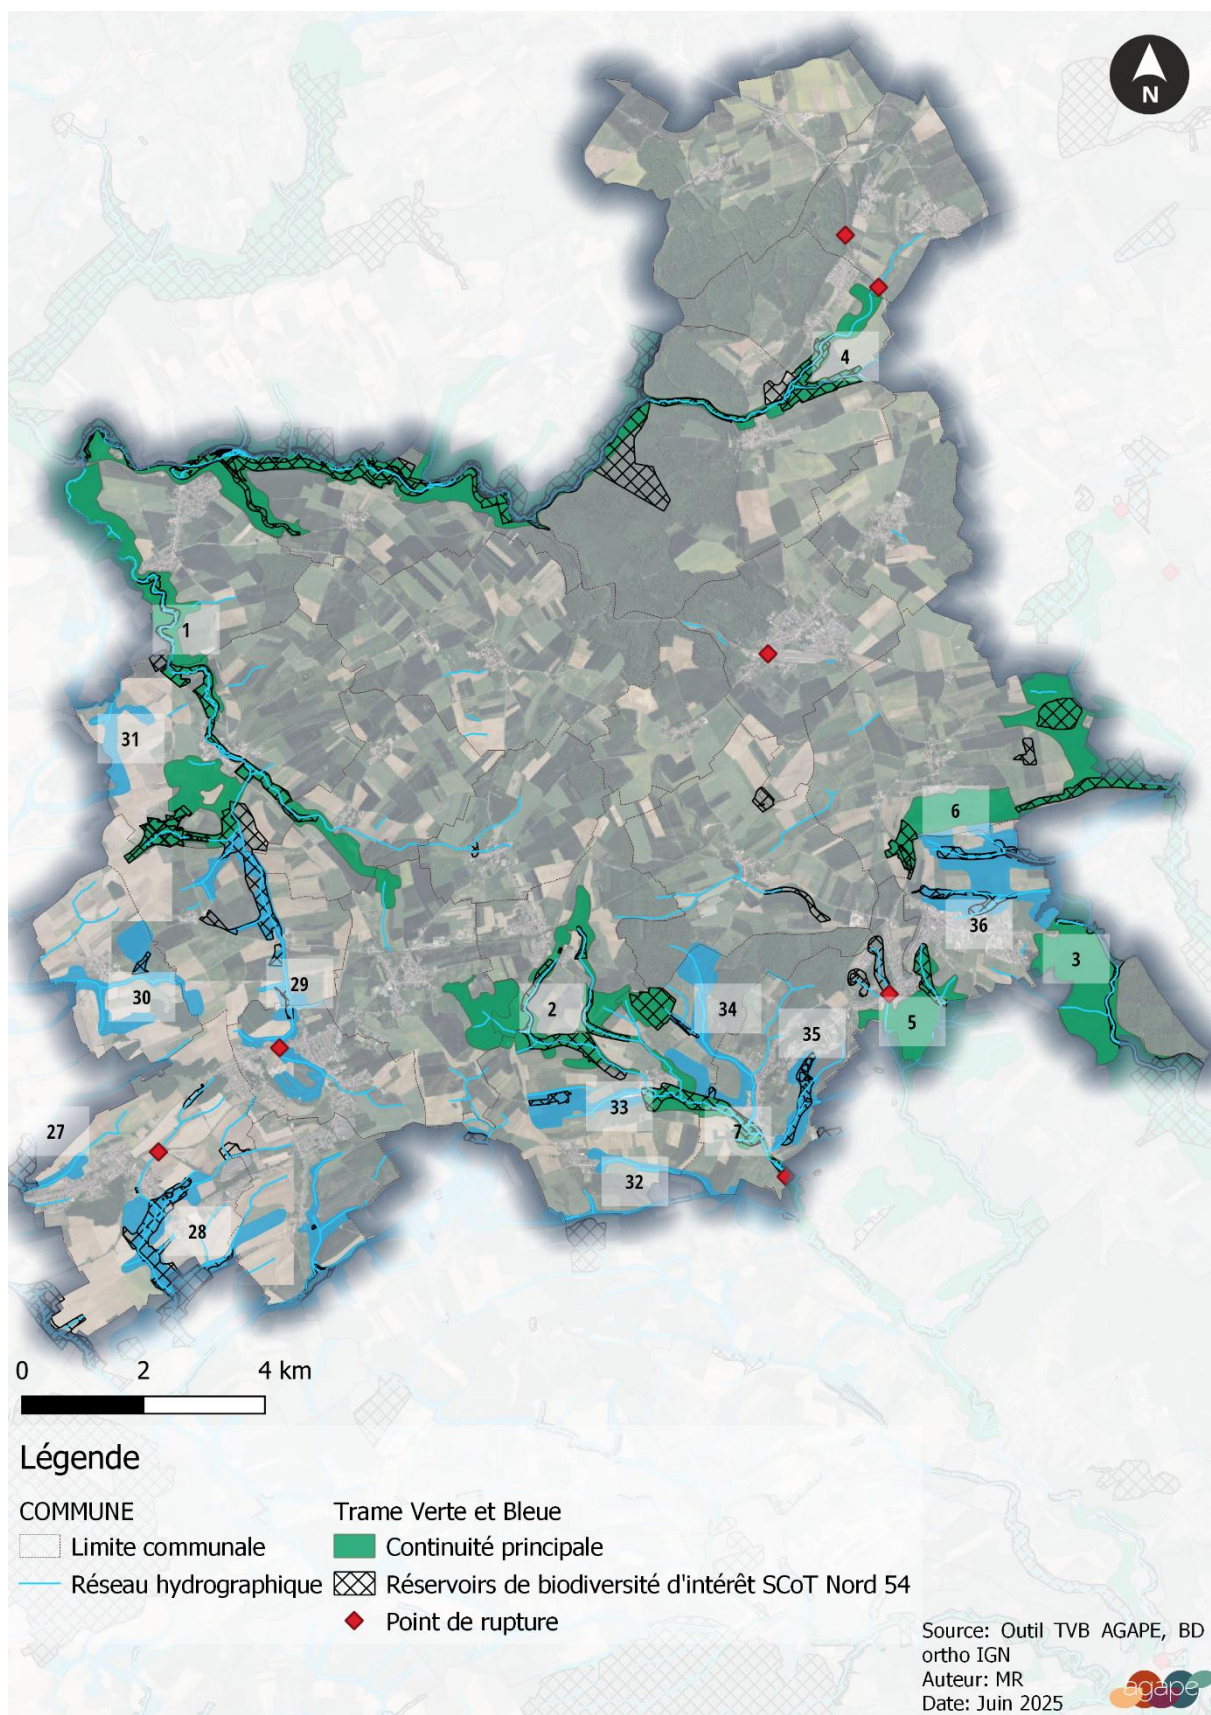 N
4
1
31
6
36
3
30
29
2
34
5
35
33
27
7
32
28
0 2 4 km
Légende
COMMUNE
Limite communale
Réseau hydrographique
Trame Verte et Bleue
Continuité principale
Réservoirs de biodiversité d'intérêt SCoT Nord 54
Point de rupture
Source: Outil TVB AGAPE, BD
ortho IGN
Auteur: MR
Date: Juin 2025
agape